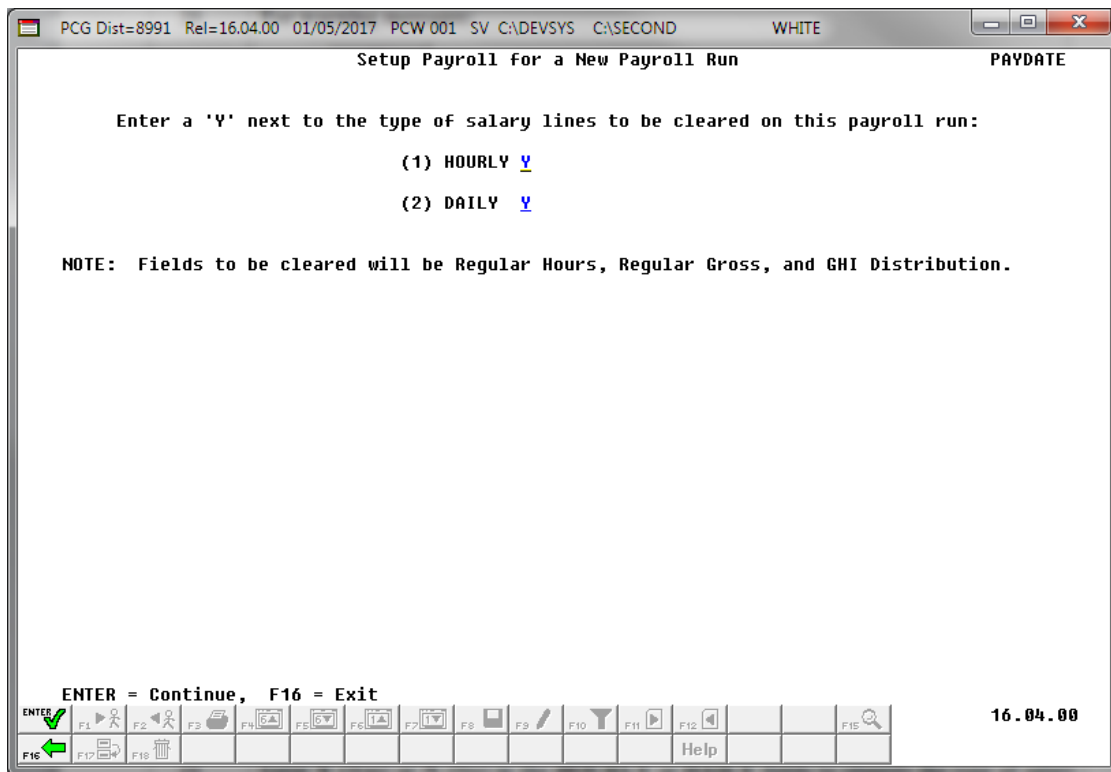 PCG Dist=8991 Rel=16.04.00 01/05/2017 PCW 001 SV C:\DEVSYS C:\SECOND WHITE
Setup Payroll for a New Payroll Run PAYDATE
Enter a 'Y' next to the type of salary lines to be cleared on this payroll run:
(1) HOURLY Y
(2) DAILY Y
NOTE: Fields to be cleared will be Regular Hours, Regular Gross, and GHI Distribution.
ENTER = Continue, F16 = Exit
ENTER F1 F2 F3 F4 F5 F6 F7 F8 F9 F10 F11 F12 F15 16.04.00
F16 F17 F18 Help